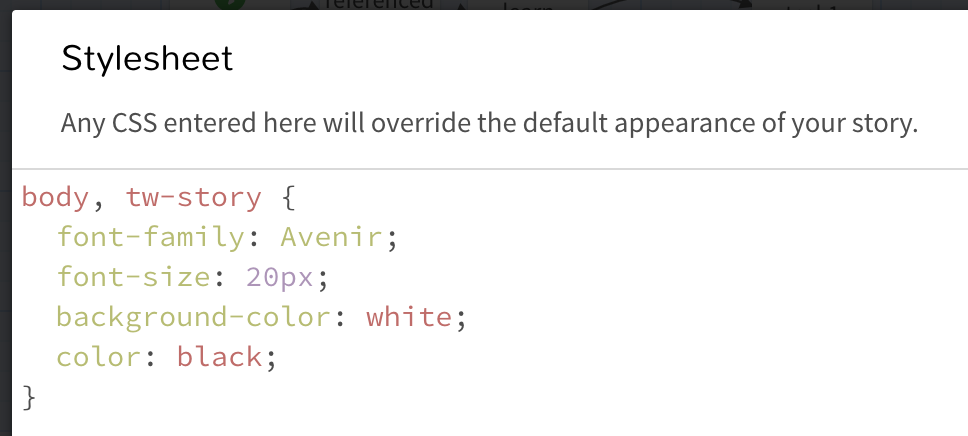 referenced
Stylesheet
Any CSS entered here will override the default appearance of your story.
body, tw-story {
  font-family: Avenir;
  font-size: 20px;
  background-color: white;
  color: black;
}